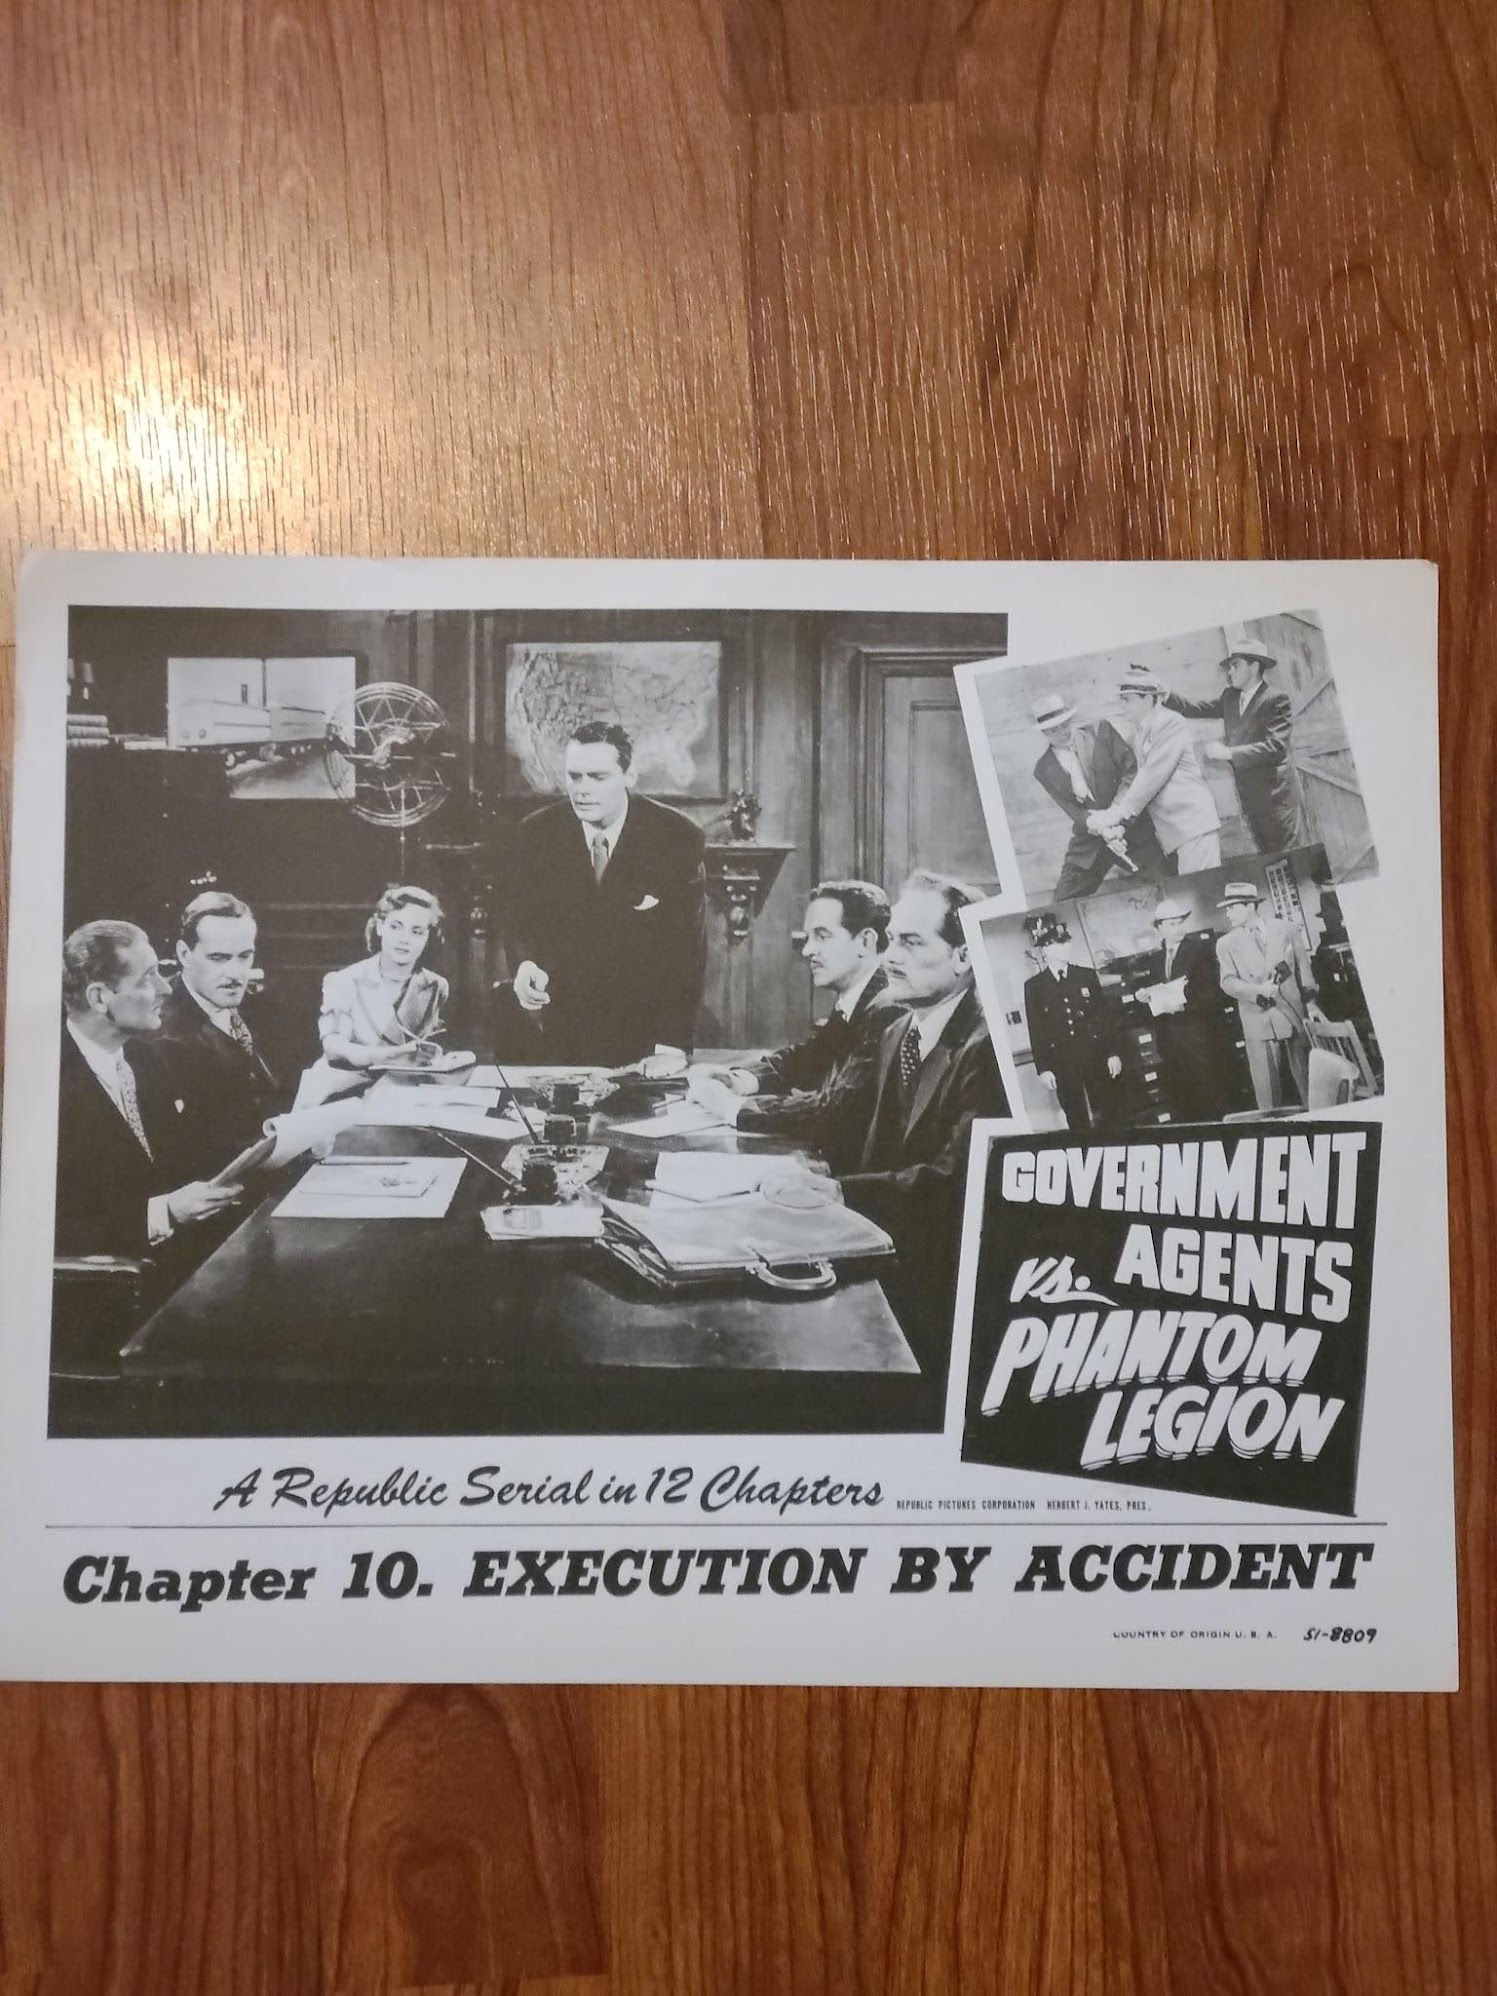 GOVERNMENT
vs. AGENTS
PHANTOM
LEGION
A Republic Serial in 12 Chapters
REPUBLIC PICTURES CORPORATION HERBERT J. YATES, PRES.
Chapter 10. EXECUTION BY ACCIDENT
COUNTRY OF ORIGIN U. S. A. 51-8809